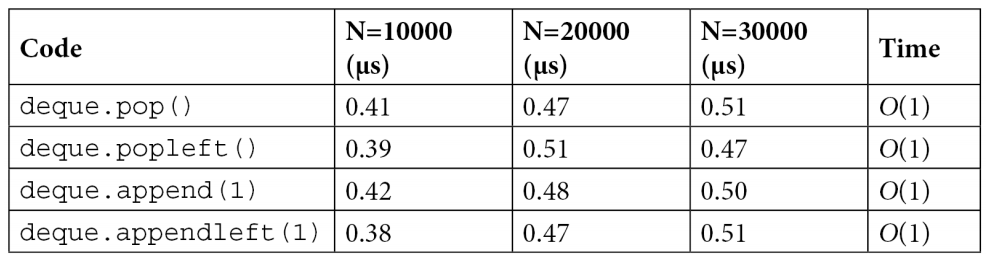 Code N=10000 (µs) N=20000 (µs) N=30000 (µs) Time
deque.pop() 0.41 0.47 0.51 O(1)
deque.popleft() 0.39 0.51 0.47 O(1)
deque.append(1) 0.42 0.48 0.50 O(1)
deque.appendleft(1) 0.38 0.47 0.51 O(1)